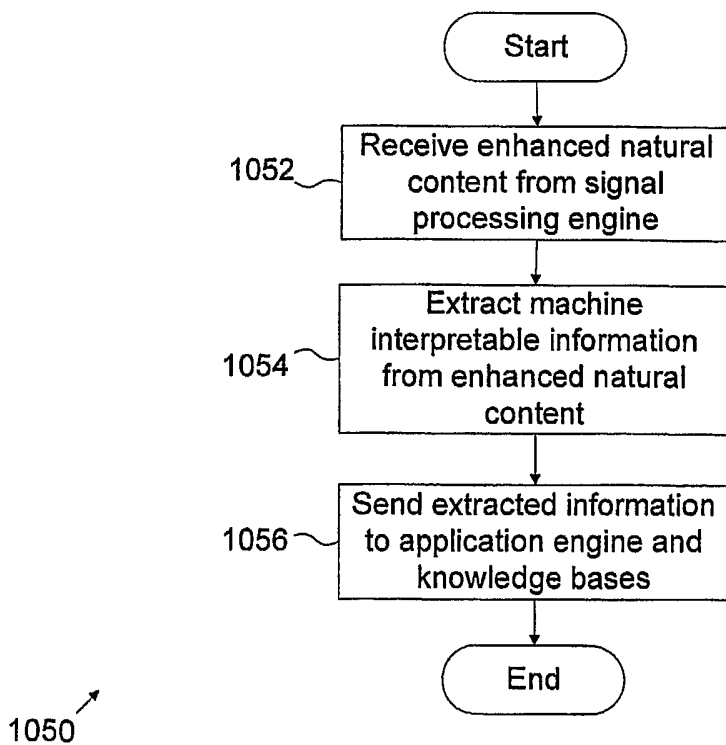 Start
1052
Receive enhanced natural
content from signal
processing engine
1054
Extract machine
interpretable information
from enhanced natural
content
1056
Send extracted information
to application engine and
knowledge bases
End
1050